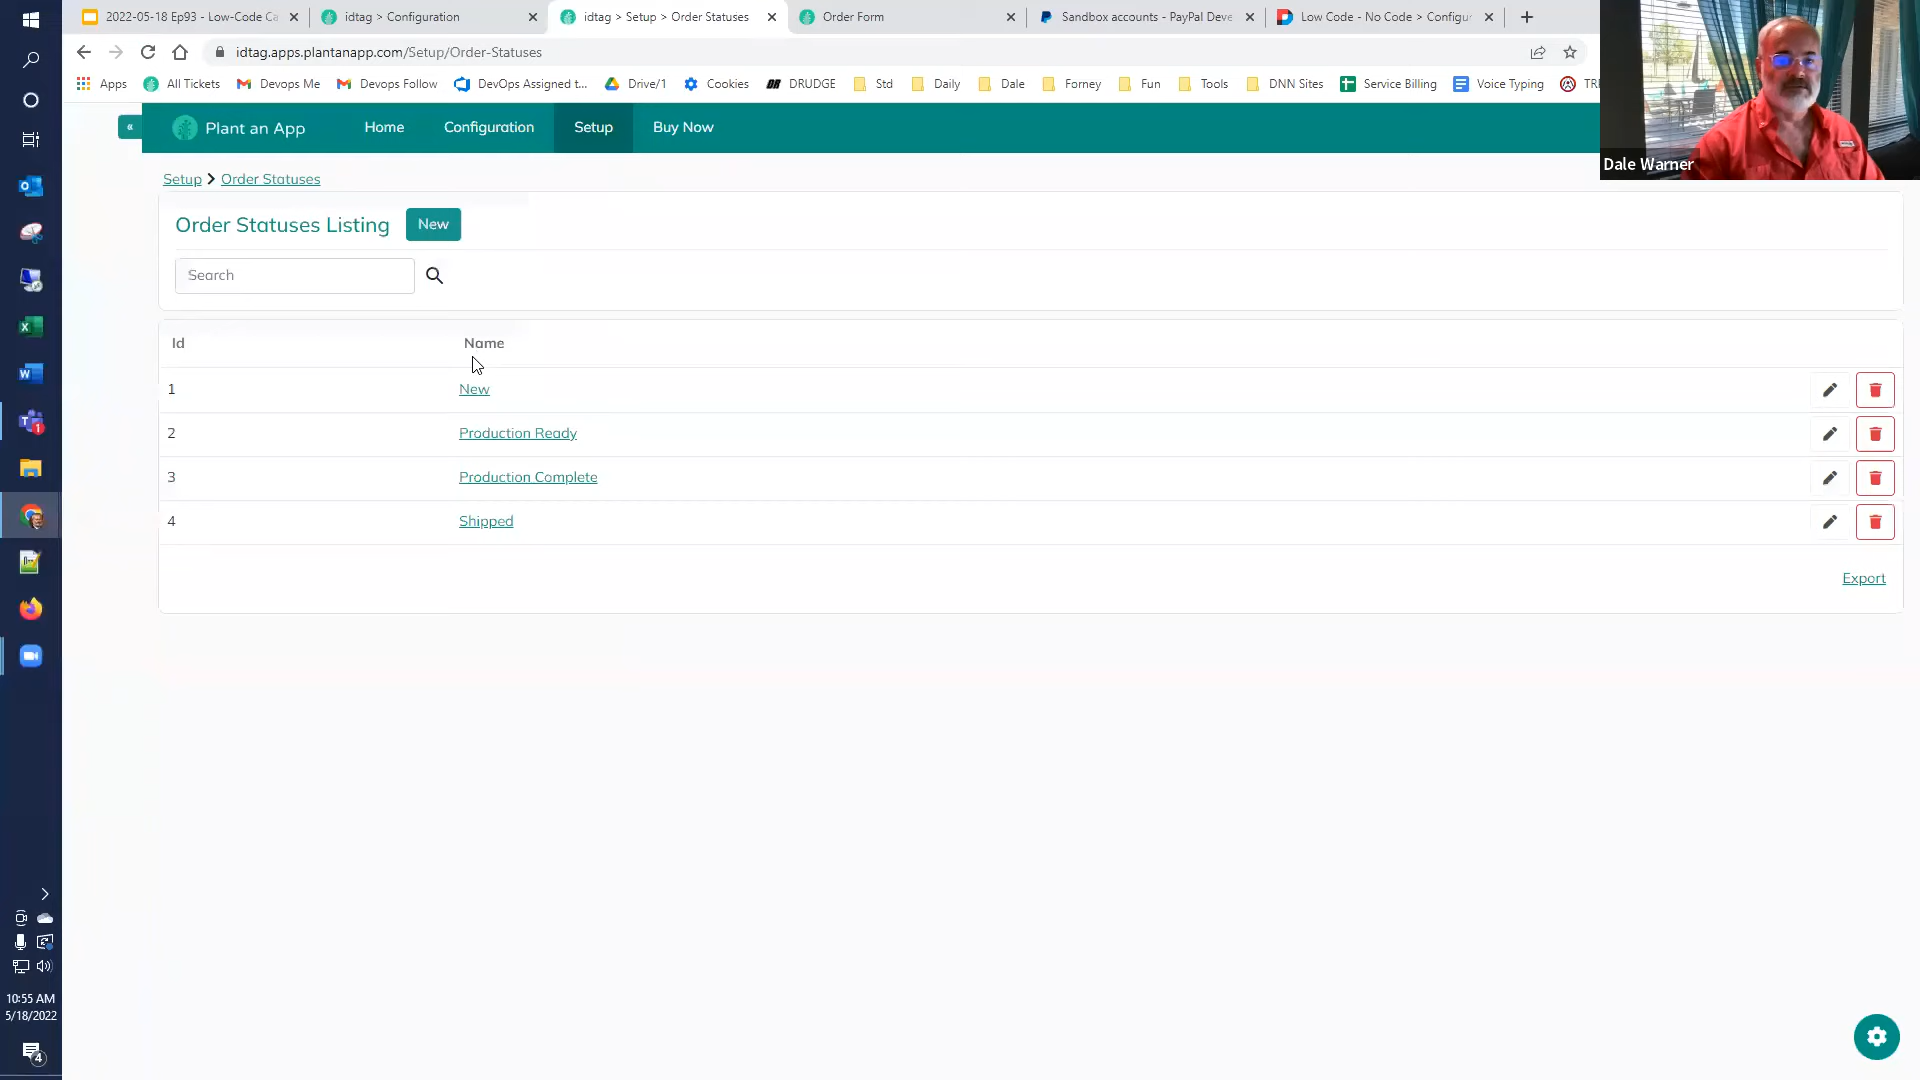 2022-05-18 Ep93 - Low-Code Ca
idtag > Configuration
idtag > Setup > Order Statuses
Order Form
Sandbox accounts - PayPal Deve
Low Code - No Code > Configu
idtag.apps.plantanapp.com/Setup/Order-Statuses
Apps
All Tickets
Devops Me
Devops Follow
DevOps Assigned t...
Drive/1
Cookies
DRUDGE
Std
Daily
Dale
Forney
Fun
Tools
DNN Sites
Service Billing
Voice Typing
«
Plant an App
Home
Configuration
Setup
Buy Now
Dale Warner
Setup > Order Statuses
Order Statuses Listing
New
Search
Id
Name
1
New
2
Production Ready
3
Production Complete
4
Shipped
Export
10:55 AM
5/18/2022
4